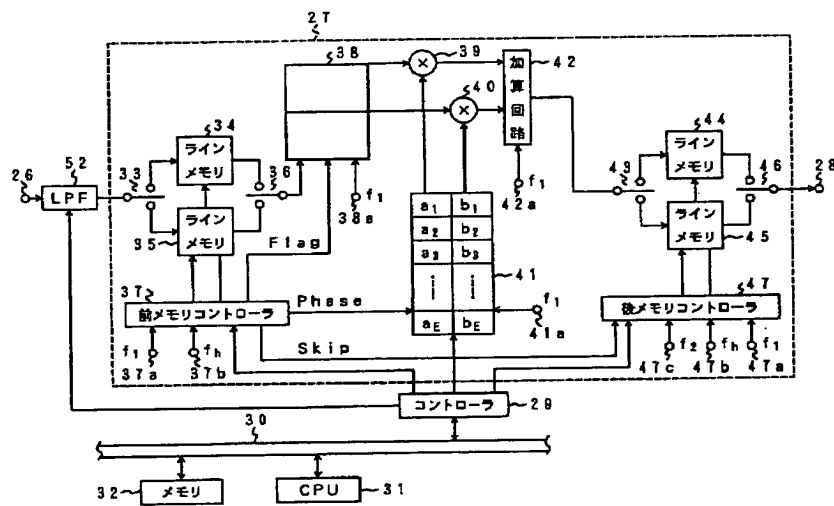 27
38
39
40
加算回路
42
34
ライン
メモリ
44
ライン
メモリ
26
52
LPF
33
36
f1
38a
f1
42a
43
46
28
35
ライン
メモリ
Flag
a1 b1
a2 b2
a3 b3
aE bE
41
ライン
メモリ
45
37
前メモリコントローラ
Phase
f1
41a
47
後メモリコントローラ
f1
37a
fh
37b
Skip
f2
47c
fh
47b
f1
47a
コントローラ
29
30
32
メモリ
CPU
31